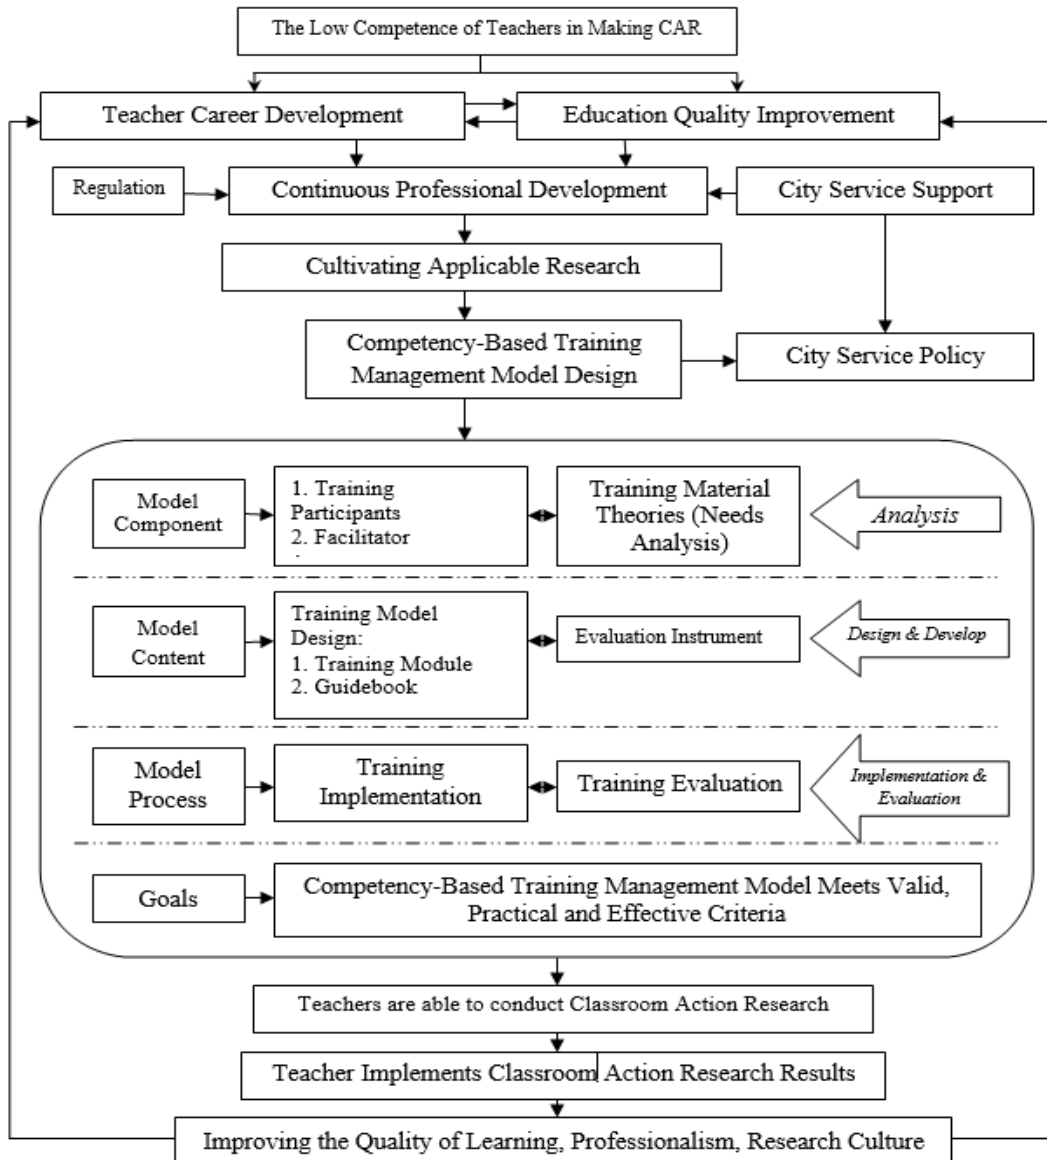 The Low Competence of Teachers in Making CAR
Teacher Career Development
Education Quality Improvement
Regulation
Continuous Professional Development
City Service Support
Cultivating Applicable Research
Competency-Based Training
Management Model Design
City Service Policy
Model
Component
1. Training
Participants
2. Facilitator
Training Material
Theories (Needs
Analysis)
Analysis
Model
Content
Training Model
Design:
1. Training Module
2. Guidebook
Evaluation Instrument
Design & Develop
Model
Process
Training
Implementation
Training Evaluation
Implementation &
Evaluation
Goals
Competency-Based Training Management Model Meets Valid,
Practical and Effective Criteria
Teachers are able to conduct Classroom Action Research
Teacher Implements Classroom Action Research Results
Improving the Quality of Learning, Professionalism, Research Culture